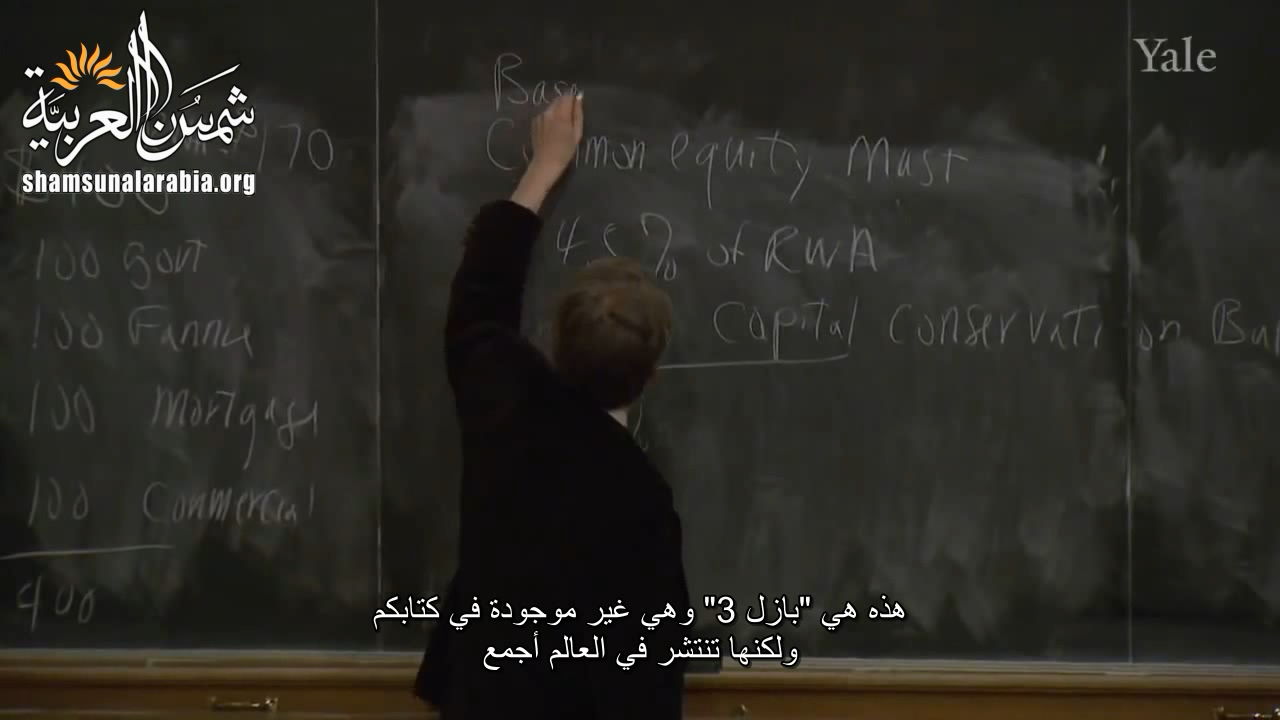 شمس العربية
shamsunalarabia.org
Yale
170
100 govt
100 Fannie
100 Mortgage
100 Commercial
400
Bas
Common equity Must
4.5% of RWA
Capital Conservation Bu
هذه هي "بازل 3" وهي غير موجودة في كتابكم
ولكنها تنتشر في العالم أجمع